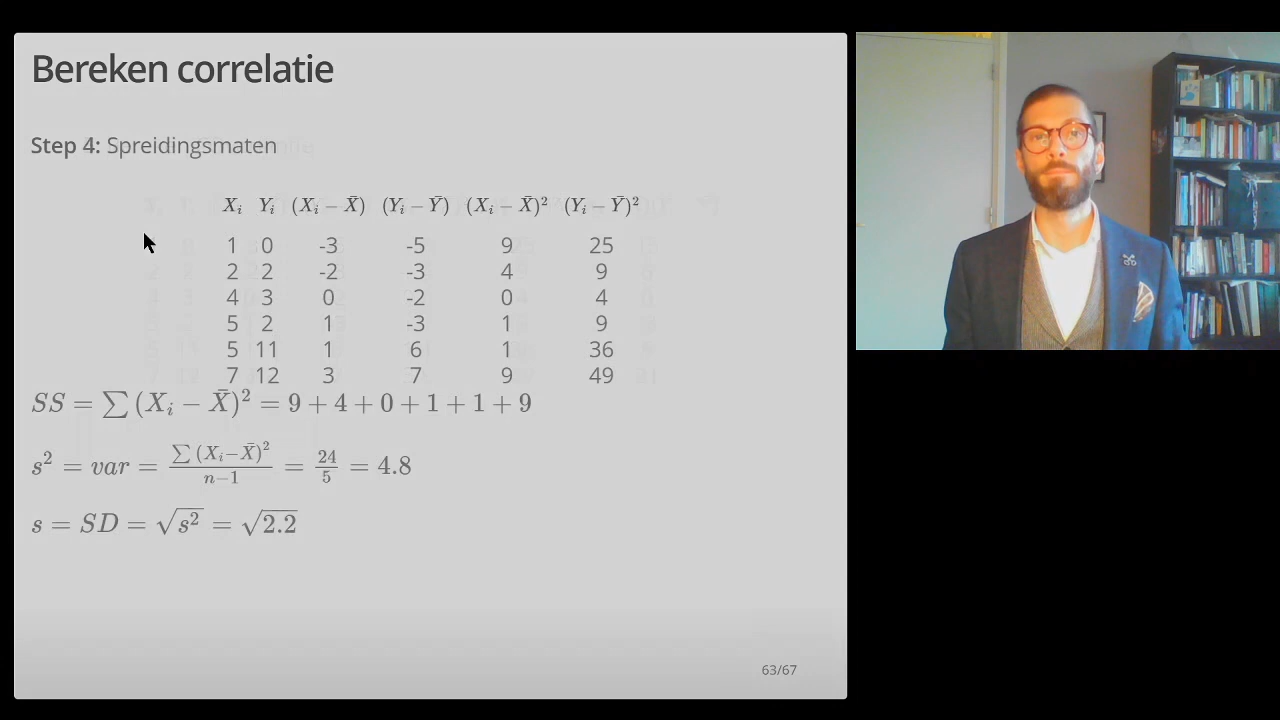 Bereken correlatie
Step 4: Spreidingsmaten
Xᵢ Yᵢ (Xᵢ − X̄) (Yᵢ − Ȳ) (Xᵢ − X̄)² (Yᵢ − Ȳ)²
1 0 -3 -5 9 25
2 2 -2 -3 4 9
4 3 0 -2 0 4
5 2 1 -3 1 9
5 11 1 6 1 36
7 12 3 7 9 49
SS = ∑ (Xᵢ − X̄)² = 9 + 4 + 0 + 1 + 1 + 9
s² = var = ∑ (Xᵢ−X̄)² / n−1 = 24/5 = 4.8
s = SD = √s² = √2.2
63/67